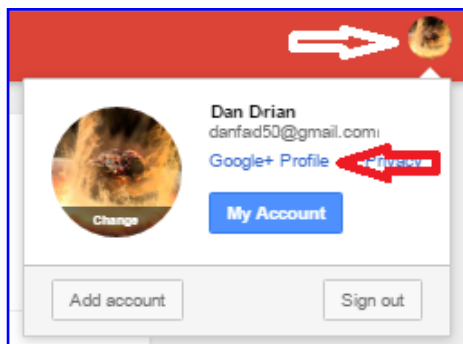 Dan Drian
danfad50@gmail.com
Google+ Profile Privacy
Change
My Account
Add account
Sign out